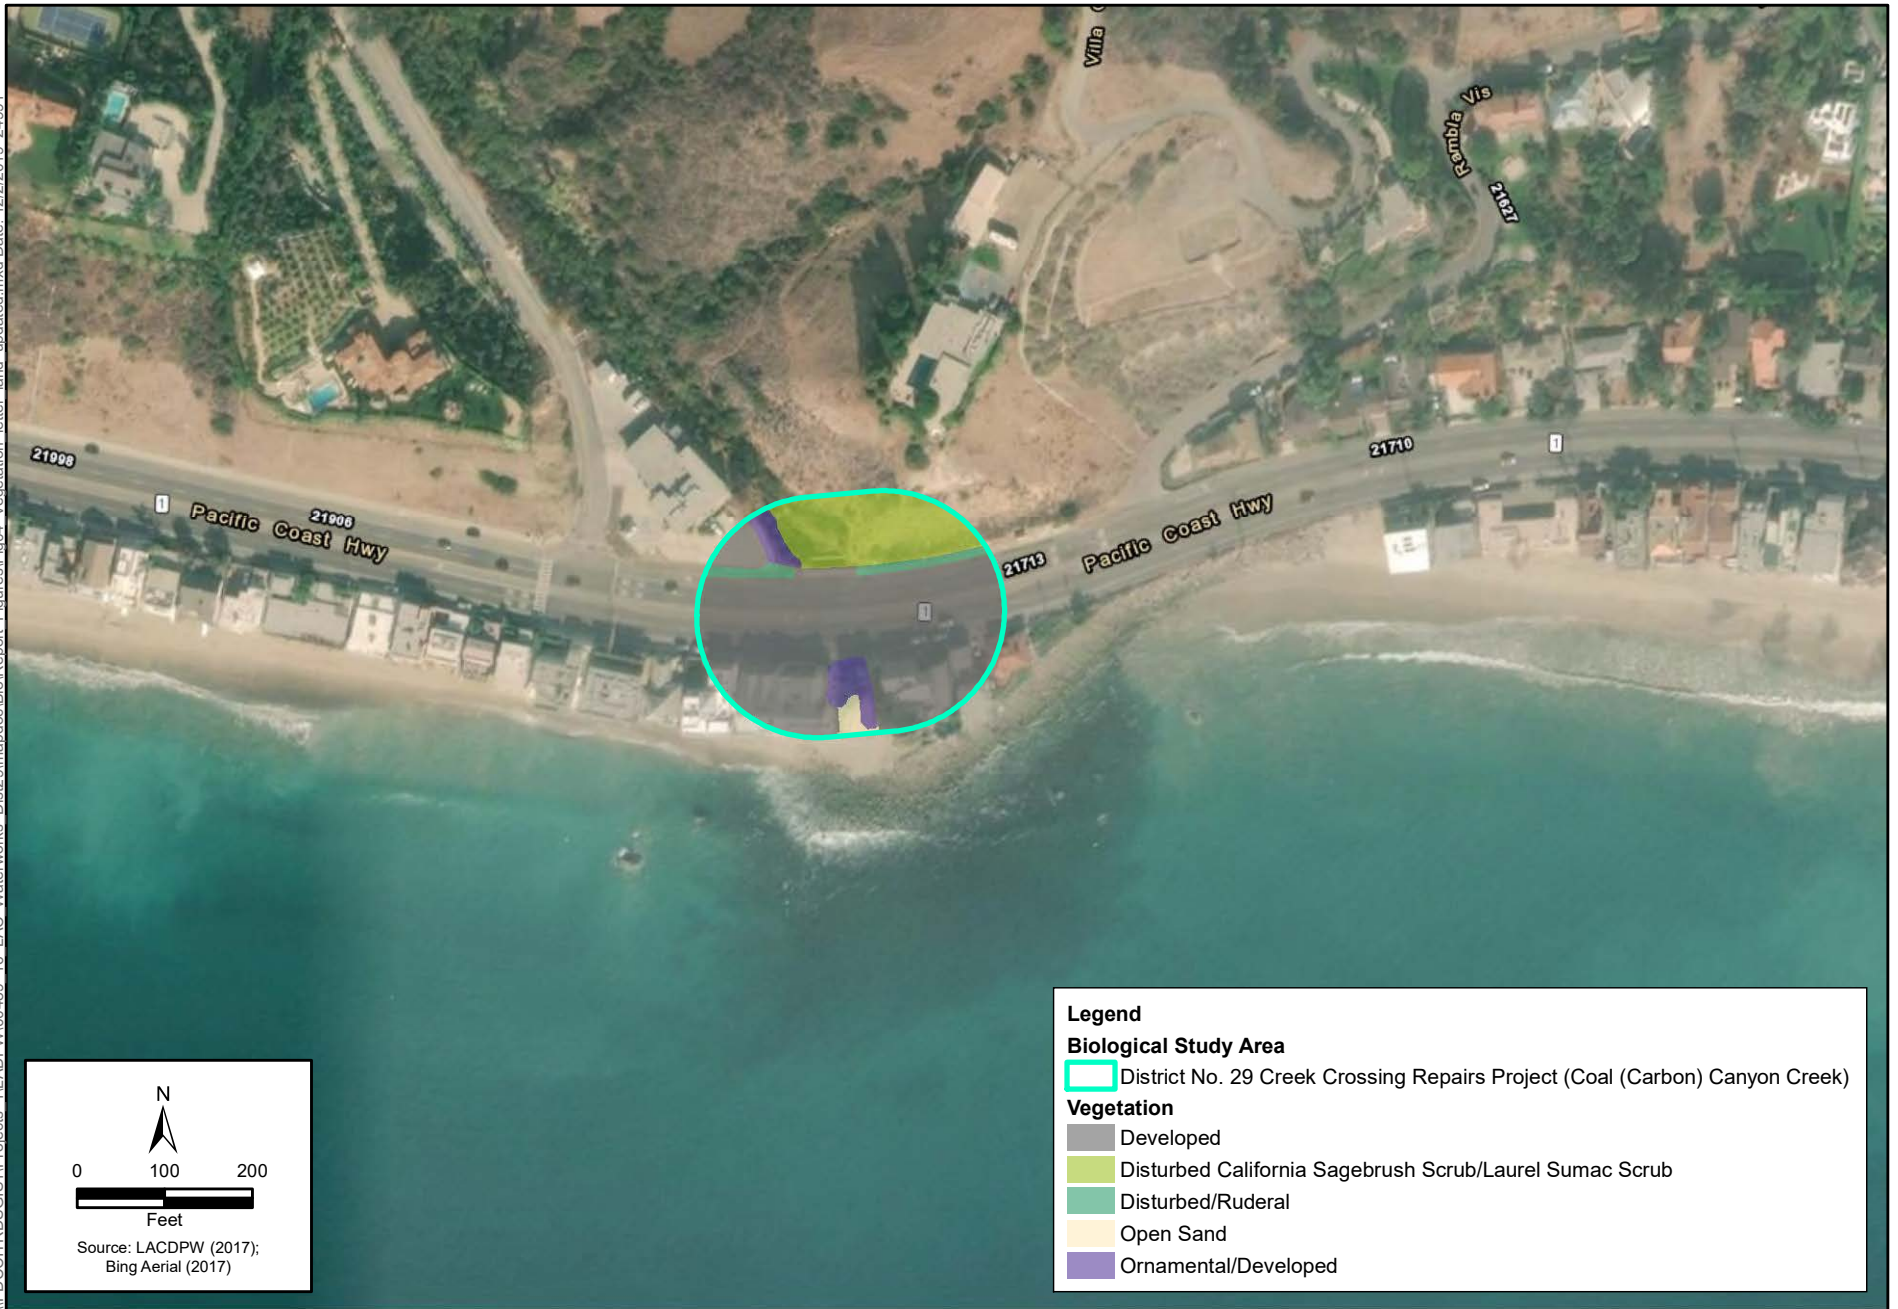 Villa
Rambla Vis
21627
21998
1
Pacific Coast Hwy
21906
21710
1
Pacific Coast Hwy
21713
1
Legend
Biological Study Area
District No. 29 Creek Crossing Repairs Project (Coal (Carbon) Canyon Creek)
Vegetation
Developed
Disturbed California Sagebrush Scrub/Laurel Sumac Scrub
Disturbed/Ruderal
Open Sand
Ornamental/Developed
N
0 100 200
Feet
Source: LACDPW (2017);
Bing Aerial (2017)